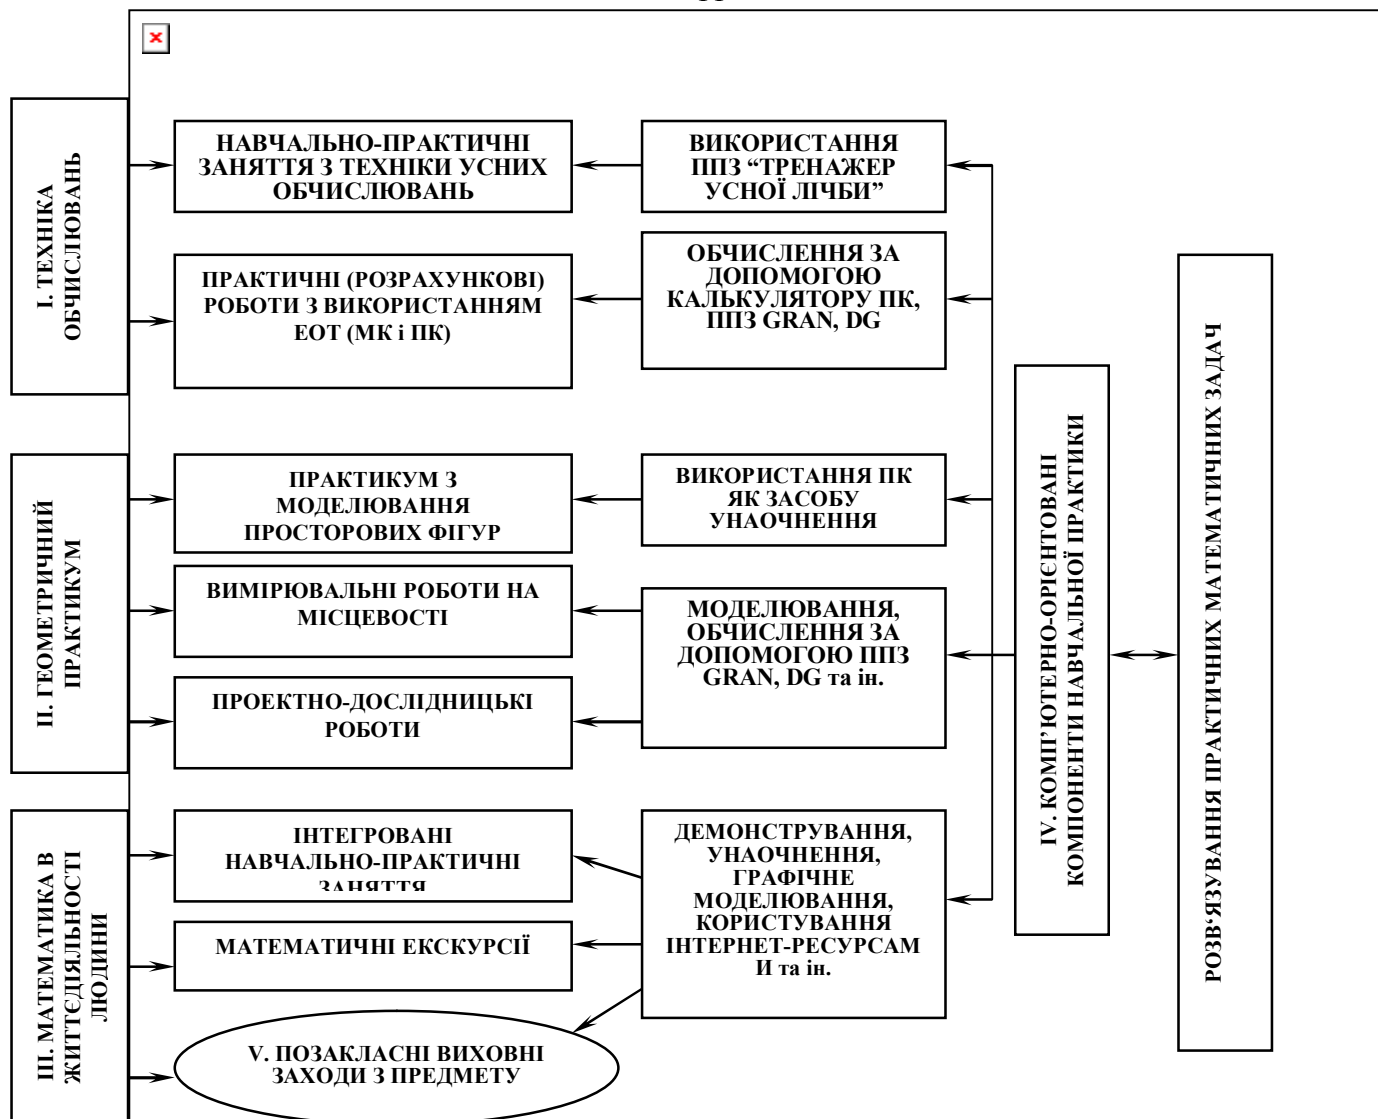 І. ТЕХНІКА
ОБЧИСЛЮВАНЬ
НАВЧАЛЬНО-ПРАКТИЧНІ
ЗАНЯТТЯ З ТЕХНІКИ УСНИХ
ОБЧИСЛЮВАНЬ
ВИКОРИСТАННЯ
ППЗ “ТРЕНАЖЕР
УСНОЇ ЛІЧБИ”
ПРАКТИЧНІ (РОЗРАХУНКОВІ)
РОБОТИ З ВИКОРИСТАННЯМ
ЕОТ (МК і ПК)
ОБЧИСЛЕННЯ ЗА
ДОПОМОГОЮ
КАЛЬКУЛЯТОРУ ПК,
ППЗ GRAN, DG
ІІ. ГЕОМЕТРИЧНИЙ
ПРАКТИКУМ
ПРАКТИКУМ З
МОДЕЛЮВАННЯ
ПРОСТОРОВИХ ФІГУР
ВИКОРИСТАННЯ ПК
ЯК ЗАСОБУ
УНАОЧНЕННЯ
ВИМІРЮВАЛЬНІ РОБОТИ НА
МІСЦЕВОСТІ
МОДЕЛЮВАННЯ,
ОБЧИСЛЕННЯ ЗА
ДОПОМОГОЮ ППЗ
GRAN, DG та ін.
ПРОЕКТНО-ДОСЛІДНИЦЬКІ
РОБОТИ
ІІІ. МАТЕМАТИКА В
ЖИТТЄДІЯЛЬНОСТІ
ЛЮДИНИ
ІНТЕГРОВАНІ
НАВЧАЛЬНО-ПРАКТИЧНІ
ЗАНЯТТЯ
ДЕМОНСТРУВАННЯ,
УНАОЧНЕННЯ,
ГРАФІЧНЕ
МОДЕЛЮВАННЯ,
КОРИСТУВАННЯ
ІНТЕРНЕТ-РЕСУРСАМ
И та ін.
МАТЕМАТИЧНІ ЕКСКУРСІЇ
V. ПОЗАКЛАСНІ ВИХОВНІ
ЗАХОДИ З ПРЕДМЕТУ
IV. КОМП’ЮТЕРНО-ОРІЄНТОВАНІ
КОМПОНЕНТИ НАВЧАЛЬНОЇ ПРАКТИКИ
РОЗВ‘ЯЗУВАННЯ ПРАКТИЧНИХ МАТЕМАТИЧНИХ ЗАДАЧ